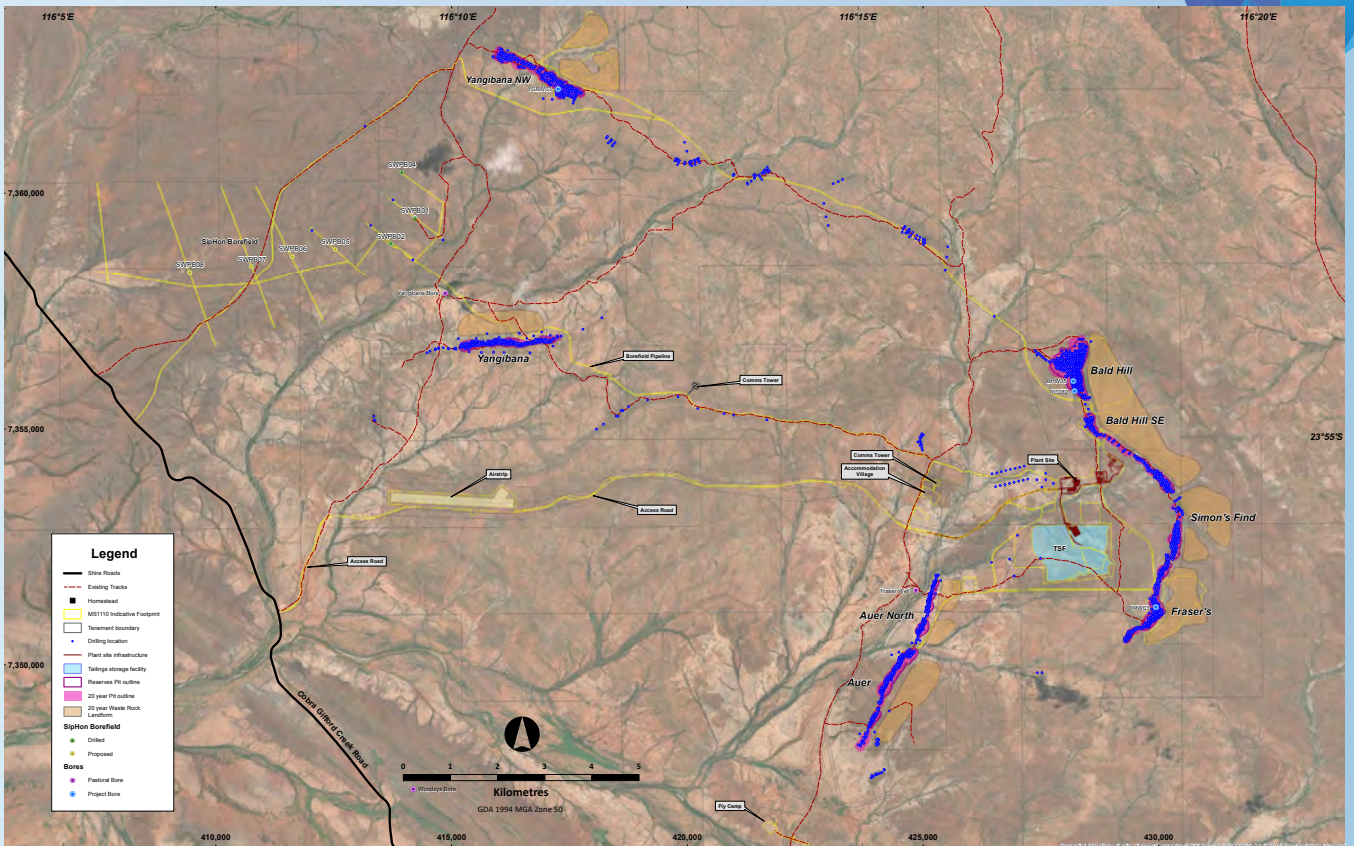 116°5'E
116°10'E
116°15'E
116°20'E
Yangibana NW
SWPB04
7,360,000
SWPB01
SipHon Borefield
SWPB02
SWPB05
SWPB06
SWPB07
SWPB08
Yangibana Bore
Yangibana
Borefield Pipeline
Comms Tower
Bald Hill
Bald Hill SE
7,355,000
23°55'S
Comms Tower
Accommodation
Village
Plant Site
Airstrip
Access Road
Simon's Find
Access Road
TSF
Fraser Well
Auer North
Fraser's
Auer
7,350,000
Legend
Shire Roads
Existing Tracks
Homestead
MS1110 Indicative Footprint
Tenement boundary
Drilling location
Plant site infrastructure
Tailings storage facility
Reserves Pit outline
20 year Pit outline
20 year Waste Rock
Landform
SipHon Borefield
Drilled
Proposed
Bores
Pastoral Bore
Project Bore
Cobra Gifford Creek Road
0 1 2 3 4 5
Kilometres
GDA 1994 MGA Zone 50
Woodsys Bore
Fly Camp
410,000
415,000
420,000
425,000
430,000